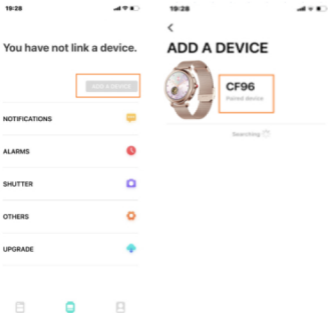 19:28
You have not link a device.
ADD A DEVICE
NOTIFICATIONS
ALARMS
SHUTTER
OTHERS
UPGRADE
19:28
ADD A DEVICE
CF96
Paired device
Searching